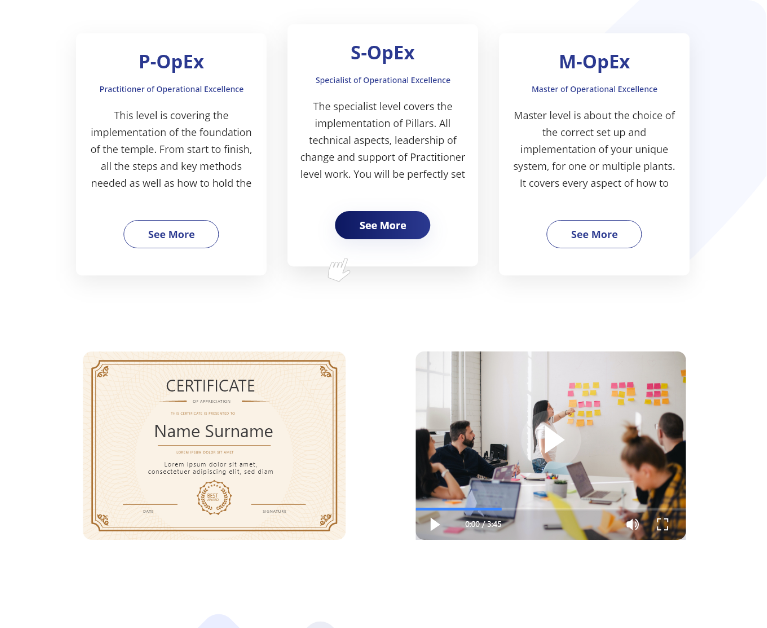 P-OpEx
Practitioner of Operational Excellence
This level is covering the
implementation of the foundation
of the temple. From start to finish,
all the steps and key methods
needed as well as how to hold the
See More
S-OpEx
Specialist of Operational Excellence
The specialist level covers the
implementation of Pillars. All
technical aspects, leadership of
change and support of Practitioner
level work. You will be perfectly set
See More
M-OpEx
Master of Operational Excellence
Master level is about the choice of
the correct set up and
implementation of your unique
system, for one or multiple plants.
It covers every aspect of how to
See More
CERTIFICATE
OF APPRECIATION
THIS CERTIFICATE IS PRESENTED TO
Name Surname
Lorem ipsum dolor sit amet,
consectetuer adipiscing elit, sed diam
BEST
DATE
SIGNATURE
0:00 / 3:45